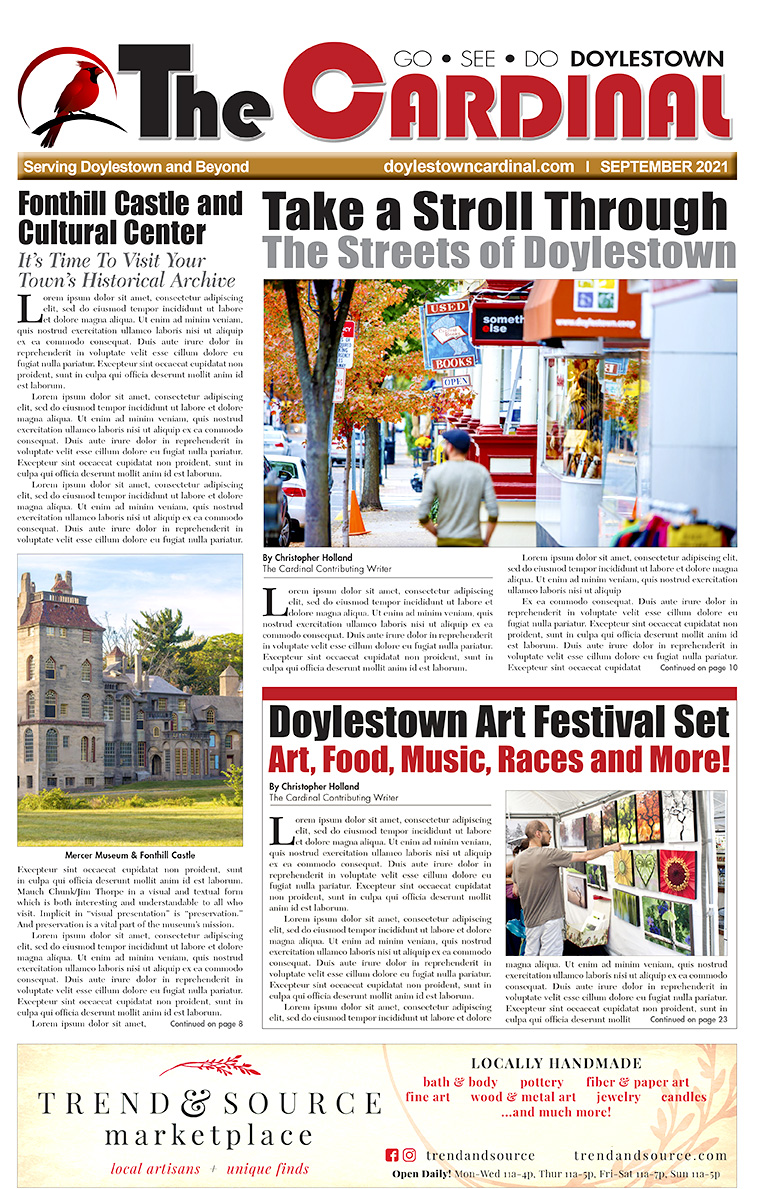 GO • SEE • DO DOYLESTOWN
The CARDINAL
Serving Doylestown and Beyond
doylestowncardinal.com | SEPTEMBER 2021
Fonthill Castle and
Cultural Center
It's Time To Visit Your
Town's Historical Archive
Lorem ipsum dolor sit amet, consectetur adipiscing
elit, sed do eiusmod tempor incididunt ut labore
et dolore magna aliqua. Ut enim ad minim veniam,
quis nostrud exercitation ullamco laboris nisi ut aliquip
ex ea commodo consequat. Duis aute irure dolor in
reprehenderit in voluptate velit esse cillum dolore eu
fugiat nulla pariatur. Excepteur sint occaecat cupidatat non
proident, sunt in culpa qui officia deserunt mollit anim id
est laborum.
Lorem ipsum dolor sit amet, consectetur adipiscing
elit, sed do eiusmod tempor incididunt ut labore et dolore
magna aliqua. Ut enim ad minim veniam, quis nostrud
exercitation ullamco laboris nisi ut aliquip ex ea commodo
consequat. Duis aute irure dolor in reprehenderit in
voluptate velit esse cillum dolore eu fugiat nulla pariatur.
Excepteur sint occaecat cupidatat non proident, sunt in
culpa qui officia deserunt mollit anim id est laborum.
Lorem ipsum dolor sit amet, consectetur adipiscing
elit, sed do eiusmod tempor incididunt ut labore et dolore
magna aliqua. Ut enim ad minim veniam, quis nostrud
exercitation ullamco laboris nisi ut aliquip ex ea commodo
consequat. Duis aute irure dolor in reprehenderit in
voluptate velit esse cillum dolore eu fugiat nulla pariatur.
Mercer Museum & Fonthill Castle
Excepteur sint occaecat cupidatat non proident, sunt
in culpa qui officia deserunt mollit anim id est laborum.
Mauch Chunk/Jim Thorpe in a visual and textual form
which is both interesting and understandable to all who
visit. Implicit in "visual presentation" is "preservation."
And preservation is a vital part of the museum's mission.
Lorem ipsum dolor sit amet, consectetur adipiscing
elit, sed do eiusmod tempor incididunt ut labore et dolore
magna aliqua. Ut enim ad minim veniam, quis nostrud
exercitation ullamco laboris nisi ut aliquip ex ea commodo
consequat. Duis aute irure dolor in reprehenderit in
voluptate velit esse cillum dolore eu fugiat nulla pariatur.
Excepteur sint occaecat cupidatat non proident, sunt in
culpa qui officia deserunt mollit anim id est laborum.
Lorem ipsum dolor sit amet, Continued on page 8
Take a Stroll Through
The Streets of Doylestown
USED
BOOKS
OPEN
someth
else
www.doylestown.coop
By Christopher Holland
The Cardinal Contributing Writer
Lorem ipsum dolor sit amet, consectetur adipiscing
elit, sed do eiusmod tempor incididunt ut labore et
dolore magna aliqua. Ut enim ad minim veniam, quis
nostrud exercitation ullamco laboris nisi ut aliquip ex ea
commodo consequat. Duis aute irure dolor in reprehenderit
in voluptate velit esse cillum dolore eu fugiat nulla pariatur.
Excepteur sint occaecat cupidatat non proident, sunt in
culpa qui officia deserunt mollit anim id est laborum.
Lorem ipsum dolor sit amet, consectetur adipiscing elit,
sed do eiusmod tempor incididunt ut labore et dolore magna
aliqua. Ut enim ad minim veniam, quis nostrud exercitation
ullamco laboris nisi ut aliquip
Ex ea commodo consequat. Duis aute irure dolor in
reprehenderit in voluptate velit esse cillum dolore eu
fugiat nulla pariatur. Excepteur sint occaecat cupidatat non
proident, sunt in culpa qui officia deserunt mollit anim id
est laborum. Duis aute irure dolor in reprehenderit in
voluptate velit esse cillum dolore eu fugiat nulla pariatur.
Excepteur sint occaecat cupidatat Continued on page 10
Doylestown Art Festival Set
Art, Food, Music, Races and More!
By Christopher Holland
The Cardinal Contributing Writer
Lorem ipsum dolor sit amet, consectetur adipiscing
elit, sed do eiusmod tempor incididunt ut labore
et dolore magna aliqua. Ut enim ad minim veniam,
quis nostrud exercitation ullamco laboris nisi ut aliquip
ex ea commodo consequat. Duis aute irure dolor in
reprehenderit in voluptate velit esse cillum dolore eu
fugiat nulla pariatur. Excepteur sint occaecat cupidatat
non proident, sunt in culpa qui officia deserunt mollit
anim id est laborum.
Lorem ipsum dolor sit amet, consectetur adipiscing
elit, sed do eiusmod tempor incididunt ut labore et dolore
magna aliqua. Ut enim ad minim veniam, quis nostrud
exercitation ullamco laboris nisi ut aliquip ex ea commodo
consequat. Duis aute irure dolor in reprehenderit in
voluptate velit esse cillum dolore eu fugiat nulla pariatur.
Excepteur sint occaecat cupidatat non proident, sunt in
culpa qui officia deserunt mollit anim id est laborum.
Lorem ipsum dolor sit amet, consectetur adipiscing
elit, sed do eiusmod tempor incididunt ut labore et dolore
magna aliqua. Ut enim ad minim veniam, quis nostrud
exercitation ullamco laboris nisi ut aliquip ex ea commodo
consequat. Duis aute irure dolor in reprehenderit in
voluptate velit esse cillum dolore eu fugiat nulla
pariatur. Excepteur sint occaecat cupidatat non proident, sunt in
culpa qui officia deserunt mollit Continued on page 23
TREND & SOURCE
marketplace
local artisans + unique finds
LOCALLY HANDMADE
bath & body pottery fiber & paper art
fine art wood & metal art jewelry candles
...and much more!
trendandsource trendandsource.com
Open Daily! Mon-Wed 11a-4p, Thur 11a-5p, Fri-Sat 11a-7p, Sun 11a-5p